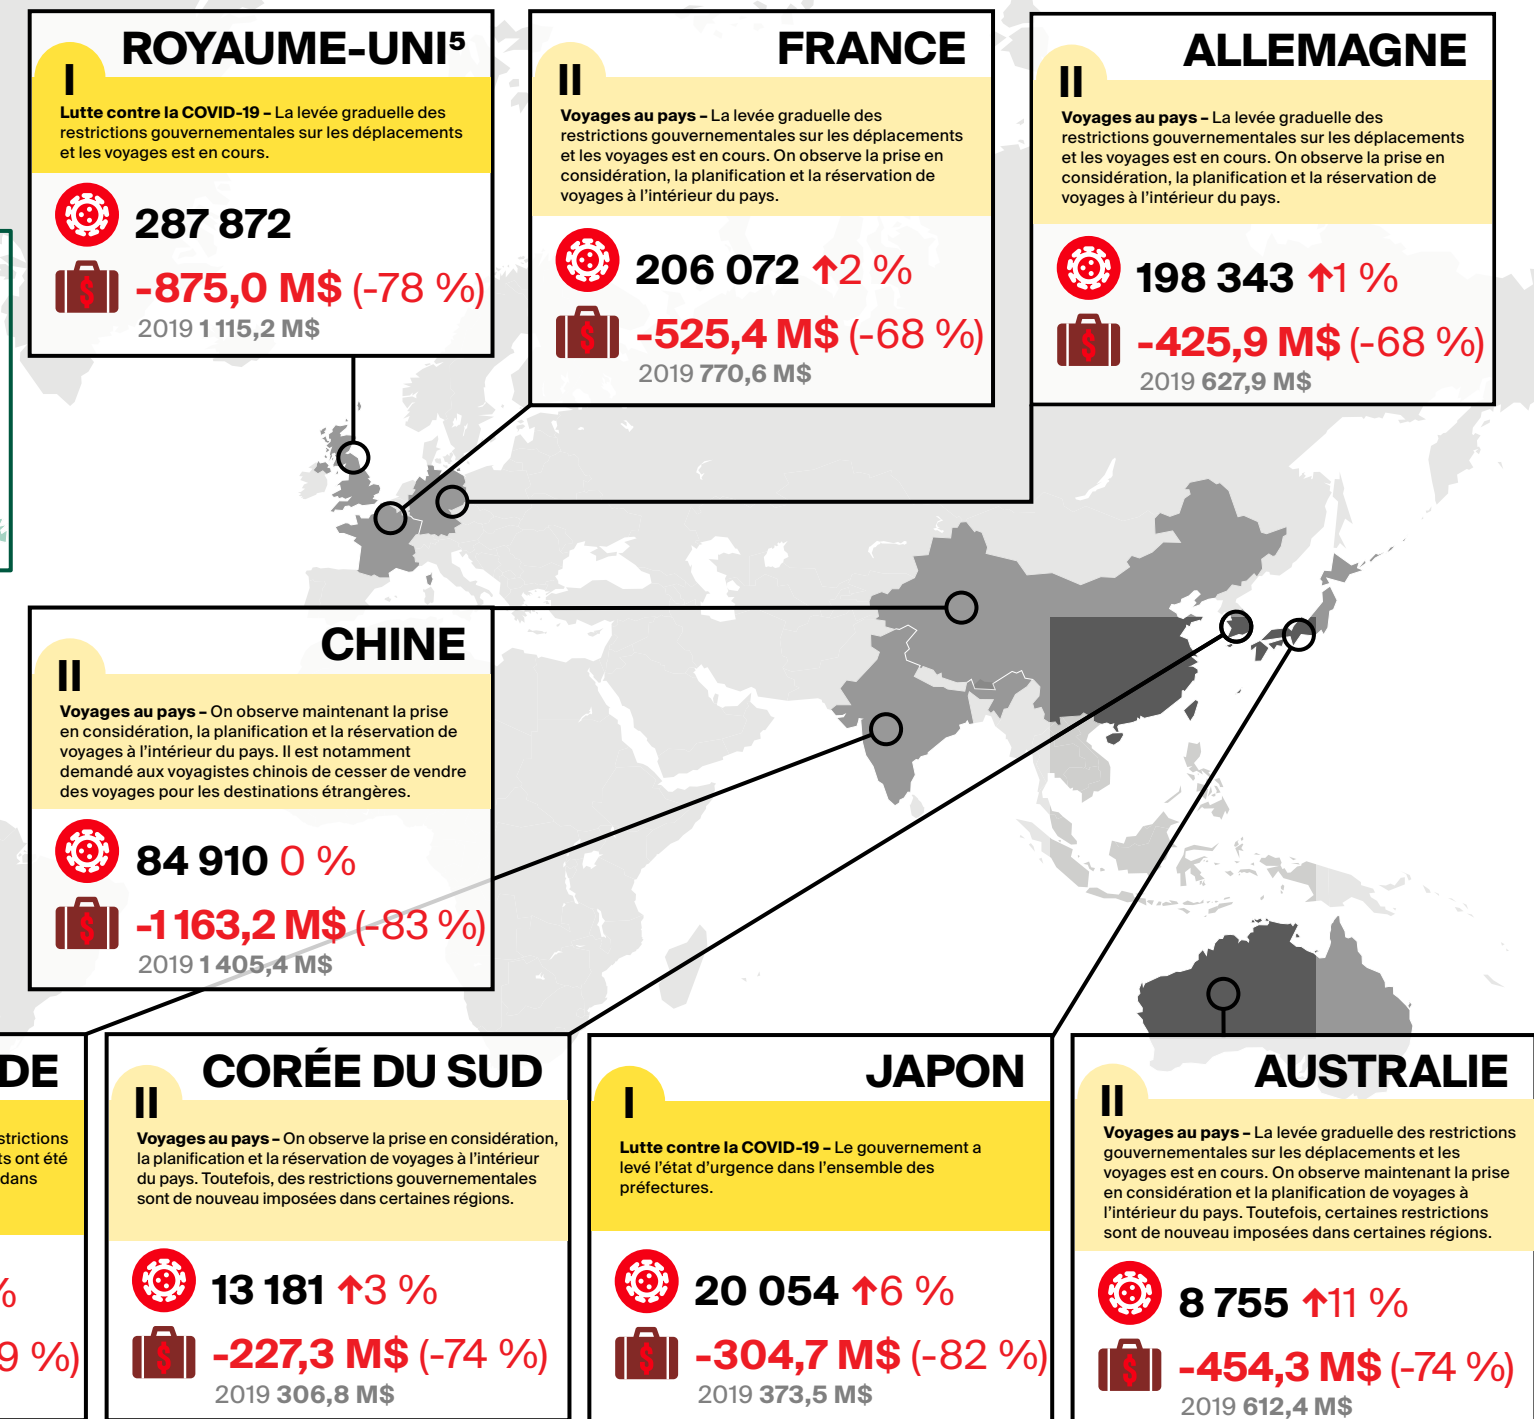 ROYAUME-UNI⁵
I
Lutte contre la COVID-19 – La levée graduelle des
restrictions gouvernementales sur les déplacements
et les voyages est en cours.
287 872
-875,0 M$ (-78 %)
2019 1 115,2 M$
FRANCE
II
Voyages au pays – La levée graduelle des
restrictions gouvernementales sur les déplacements
et les voyages est en cours. On observe la prise en
considération, la planification et la réservation de
voyages à l'intérieur du pays.
206 072 ↑2 %
-525,4 M$ (-68 %)
2019 770,6 M$
ALLEMAGNE
II
Voyages au pays – La levée graduelle des
restrictions gouvernementales sur les déplacements
et les voyages est en cours. On observe la prise en
considération, la planification et la réservation de
voyages à l'intérieur du pays.
198 343 ↑1 %
-425,9 M$ (-68 %)
2019 627,9 M$
CHINE
II
Voyages au pays – On observe maintenant la prise
en considération, la planification et la réservation de
voyages à l'intérieur du pays. Il est notamment
demandé aux voyagistes chinois de cesser de vendre
des voyages pour les destinations étrangères.
84 910 0 %
-1 163,2 M$ (-83 %)
2019 1 405,4 M$
DE
strictions
ts ont été
dans
%
9 %)
CORÉE DU SUD
II
Voyages au pays – On observe la prise en considération,
la planification et la réservation de voyages à l'intérieur
du pays. Toutefois, des restrictions gouvernementales
sont de nouveau imposées dans certaines régions.
13 181 ↑3 %
-227,3 M$ (-74 %)
2019 306,8 M$
JAPON
I
Lutte contre la COVID-19 – Le gouvernement a
levé l'état d'urgence dans l'ensemble des
préfectures.
20 054 ↑6 %
-304,7 M$ (-82 %)
2019 373,5 M$
AUSTRALIE
II
Voyages au pays – La levée graduelle des restrictions
gouvernementales sur les déplacements et les
voyages est en cours. On observe maintenant la prise
en considération et la planification de voyages à
l'intérieur du pays. Toutefois, certaines restrictions
sont de nouveau imposées dans certaines régions.
8 755 ↑11 %
-454,3 M$ (-74 %)
2019 612,4 M$